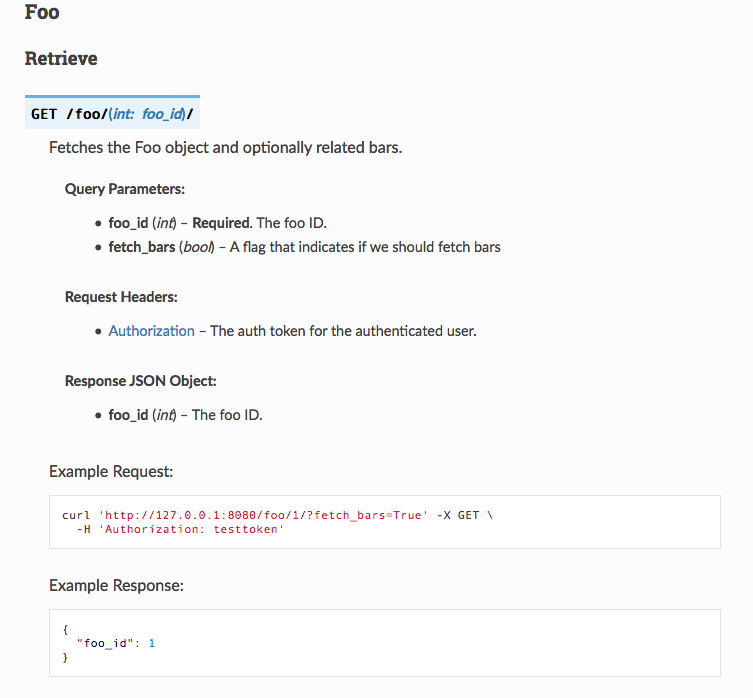 Foo
Retrieve
GET /foo/(int: foo_id)/
Fetches the Foo object and optionally related bars.
Query Parameters:
• foo_id (int) – Required. The foo ID.
• fetch_bars (bool) – A flag that indicates if we should fetch bars
Request Headers:
• Authorization – The auth token for the authenticated user.
Response JSON Object:
• foo_id (int) – The foo ID.
Example Request:
curl 'http://127.0.0.1:8080/foo/1/?fetch_bars=True' -X GET \
-H 'Authorization: testtoken'
Example Response:
{
"foo_id": 1
}